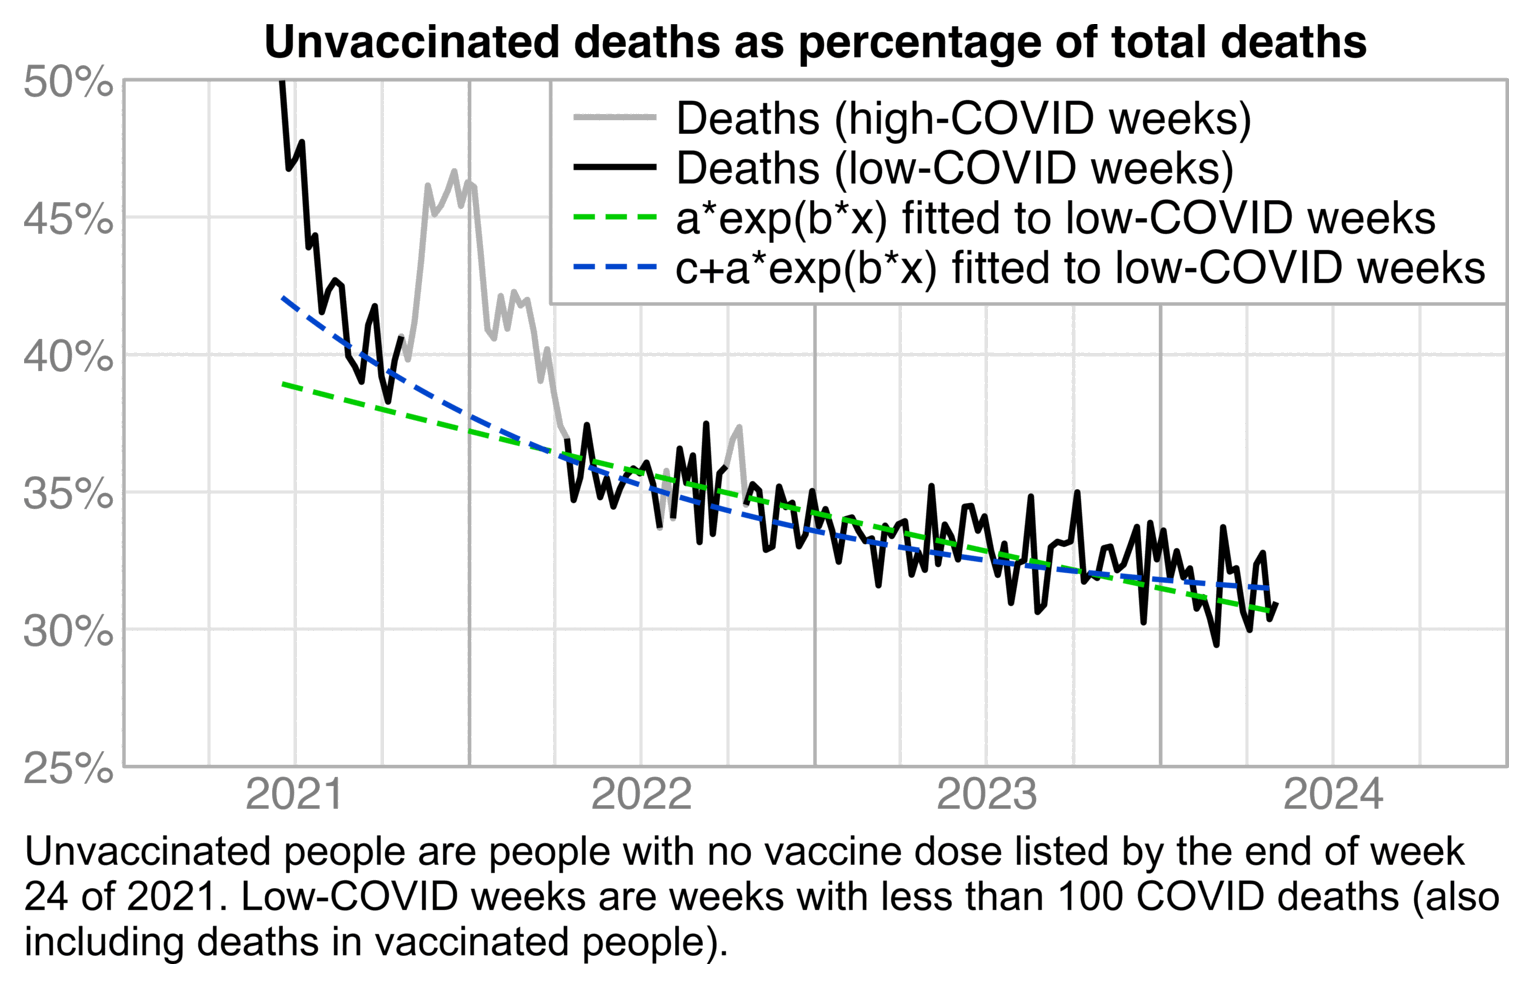 Unvaccinated deaths as percentage of total deaths
50%
45%
40%
35%
30%
25%
Deaths (high-COVID weeks)
Deaths (low-COVID weeks)
a*exp(b*x) fitted to low-COVID weeks
c+a*exp(b*x) fitted to low-COVID weeks
2021 2022 2023 2024
Unvaccinated people are people with no vaccine dose listed by the end of week
24 of 2021. Low-COVID weeks are weeks with less than 100 COVID deaths (also
including deaths in vaccinated people).